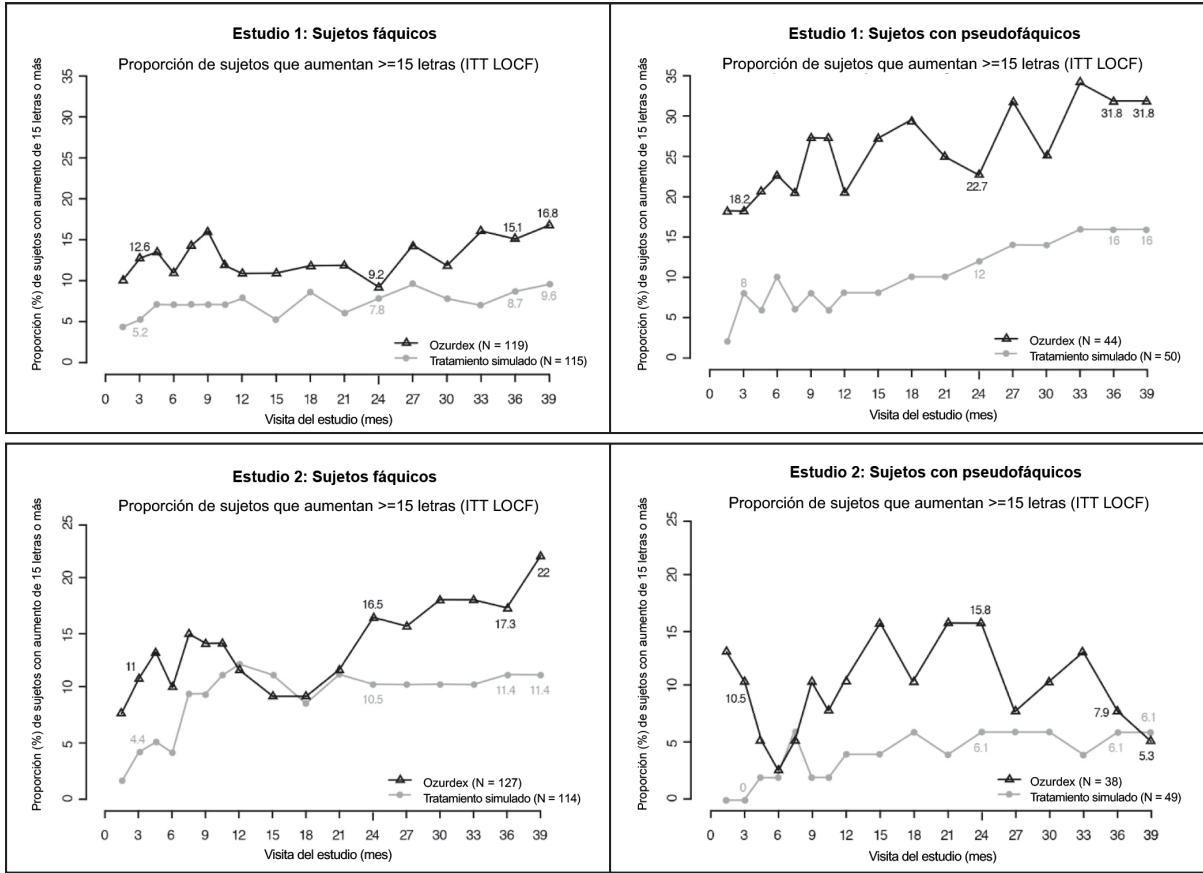 Estudio 1: Sujetos fáquicos
Proporción de sujetos que aumentan >=15 letras (ITT LOCF)
Proporción (%) de sujetos con aumento de 15 letras o más
35
30
25
20
15
10
5
0
12.6
5.2
9.2
7.8
15.1
8.7
16.8
9.6
Ozurdex (N = 119)
Tratamiento simulado (N = 115)
0 3 6 9 12 15 18 21 24 27 30 33 36 39
Visita del estudio (mes)
Estudio 1: Sujetos con pseudofáquicos
Proporción de sujetos que aumentan >=15 letras (ITT LOCF)
Proporción (%) de sujetos con aumento de 15 letras o más
35
30
25
20
15
10
5
0
18.2
8
22.7
12
31.8
16
31.8
16
Ozurdex (N = 44)
Tratamiento simulado (N = 50)
0 3 6 9 12 15 18 21 24 27 30 33 36 39
Visita del estudio (mes)
Estudio 2: Sujetos fáquicos
Proporción de sujetos que aumentan >=15 letras (ITT LOCF)
Proporción (%) de sujetos con aumento de 15 letras o más
25
20
15
10
5
0
11
4.4
16.5
10.5
17.3
11.4
22
11.4
Ozurdex (N = 127)
Tratamiento simulado (N = 114)
0 3 6 9 12 15 18 21 24 27 30 33 36 39
Visita del estudio (mes)
Estudio 2: Sujetos con pseudofáquicos
Proporción de sujetos que aumentan >=15 letras (ITT LOCF)
Proporción (%) de sujetos con aumento de 15 letras o más
25
20
15
10
5
0
10.5
0
15.8
6.1
7.9
6.1
6.1
5.3
Ozurdex (N = 38)
Tratamiento simulado (N = 49)
0 3 6 9 12 15 18 21 24 27 30 33 36 39
Visita del estudio (mes)